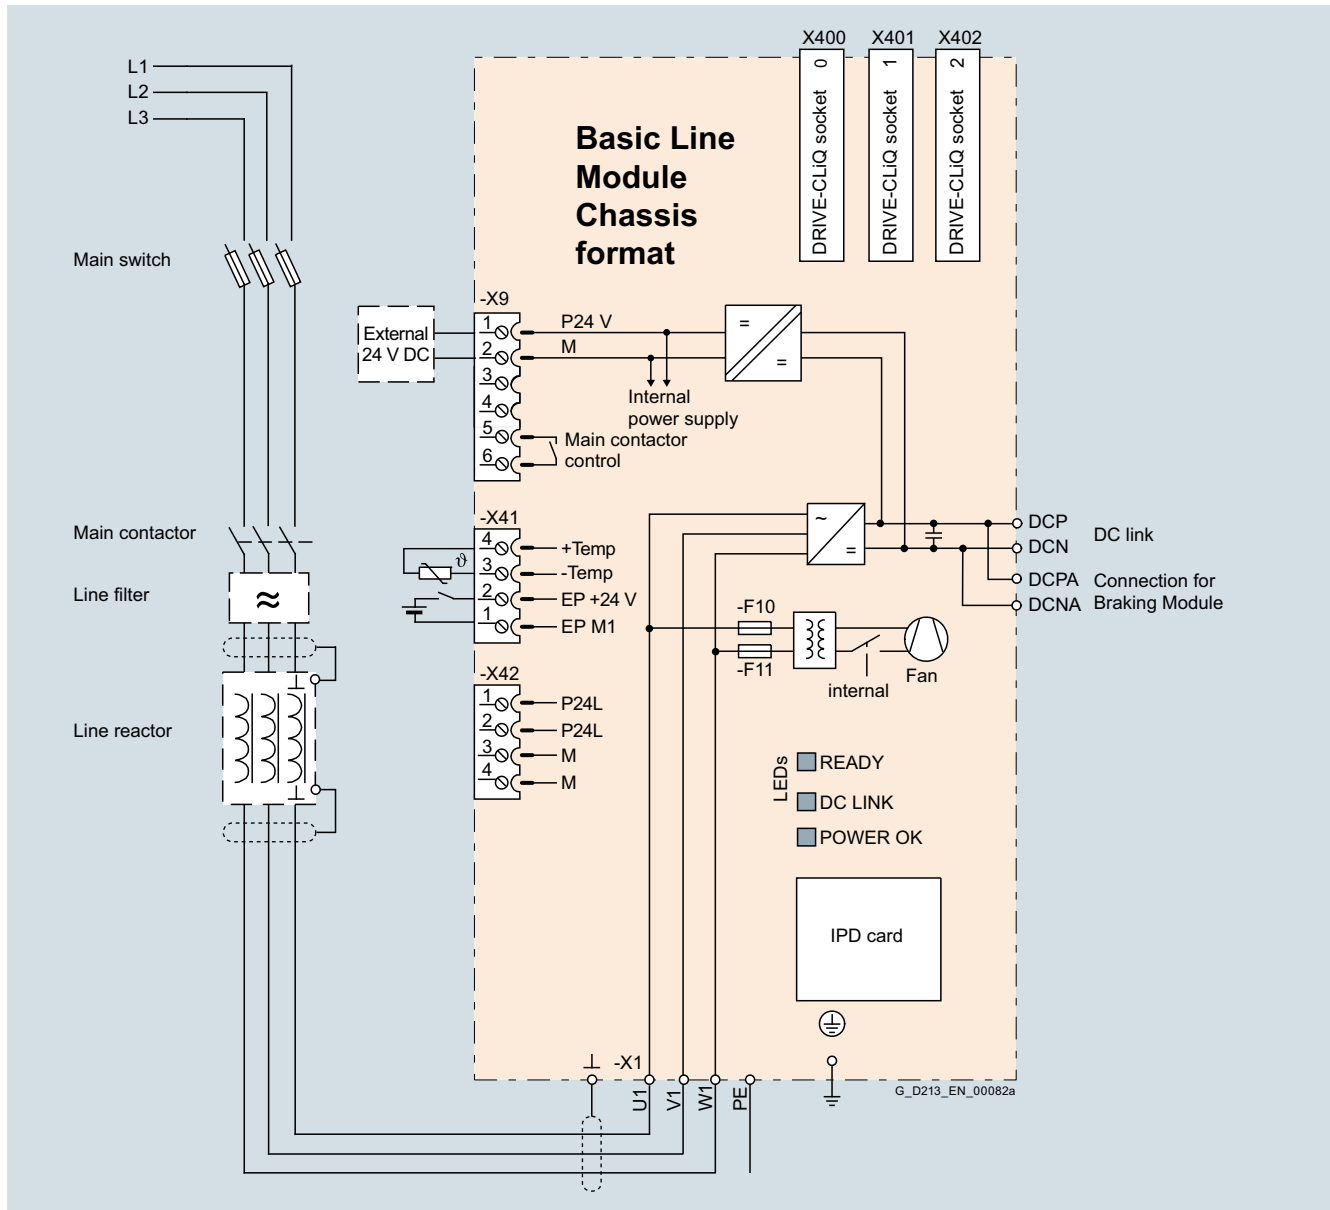 X400 X401 X402
L1
L2
L3
DRIVE-CLiQ socket 0
DRIVE-CLiQ socket 1
DRIVE-CLiQ socket 2
Basic Line
Module
Chassis
format
Main switch
-X9
External
24 V DC
1 P24 V
2 M
3
4
5
6
=
=
Internal
power supply
Main contactor
control
Main contactor
Line filter
≈
Line reactor
-X41
4 +Temp
3 -Temp
2 EP +24 V
1 EP M1
ϑ
~
=
DCP
DCN
DC link
DCPA
DCNA
Connection for
Braking Module
-F10
-F11
internal
Fan
-X42
1 P24L
2 P24L
3 M
4 M
LEDs
READY
DC LINK
POWER OK
IPD card
-X1
U1
V1
W1
PE
G_D213_EN_00082a